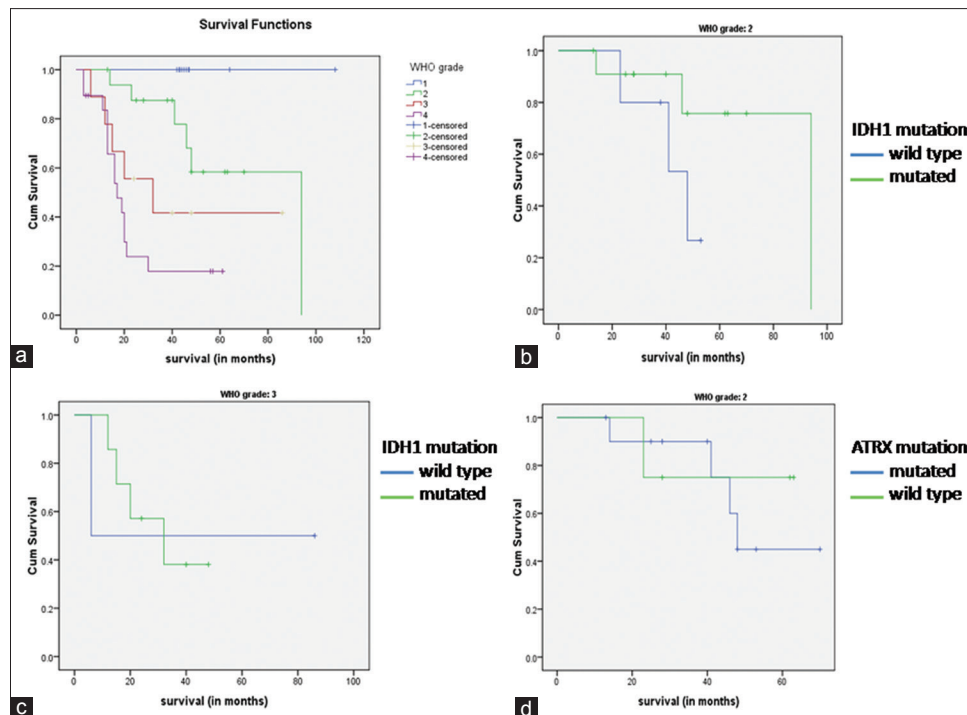 Survival Functions
Cum Survival
1.0
0.8
0.6
0.4
0.2
0.0
0 20 40 60 80 100 120
survival (in months)
WHO grade
1
2
3
4
1-censored
2-censored
3-censored
4-censored
a
WHO grade: 2
Cum Survival
1.0
0.8
0.6
0.4
0.2
0.0
0 20 40 60 80 100
survival (in months)
IDH1 mutation
wild type
mutated
b
WHO grade: 3
Cum Survival
1.0
0.8
0.6
0.4
0.2
0.0
0 20 40 60 80 100
survival (in months)
IDH1 mutation
wild type
mutated
c
WHO grade: 2
Cum Survival
1.0
0.8
0.6
0.4
0.2
0.0
0 20 40 60
survival (in months)
ATRX mutation
mutated
wild type
d